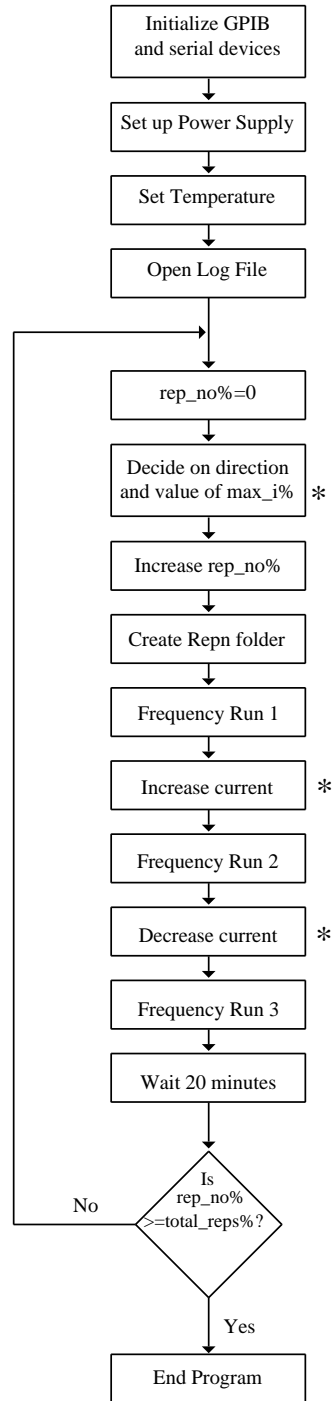 Initialize GPIB
and serial devices
Set up Power Supply
Set Temperature
Open Log File
rep_no%=0
Decide on direction
and value of max_i%
*
Increase rep_no%
Create Repn folder
Frequency Run 1
Increase current
*
Frequency Run 2
Decrease current
*
Frequency Run 3
Wait 20 minutes
Is
rep_no%
>=total_reps%?
No
Yes
End Program